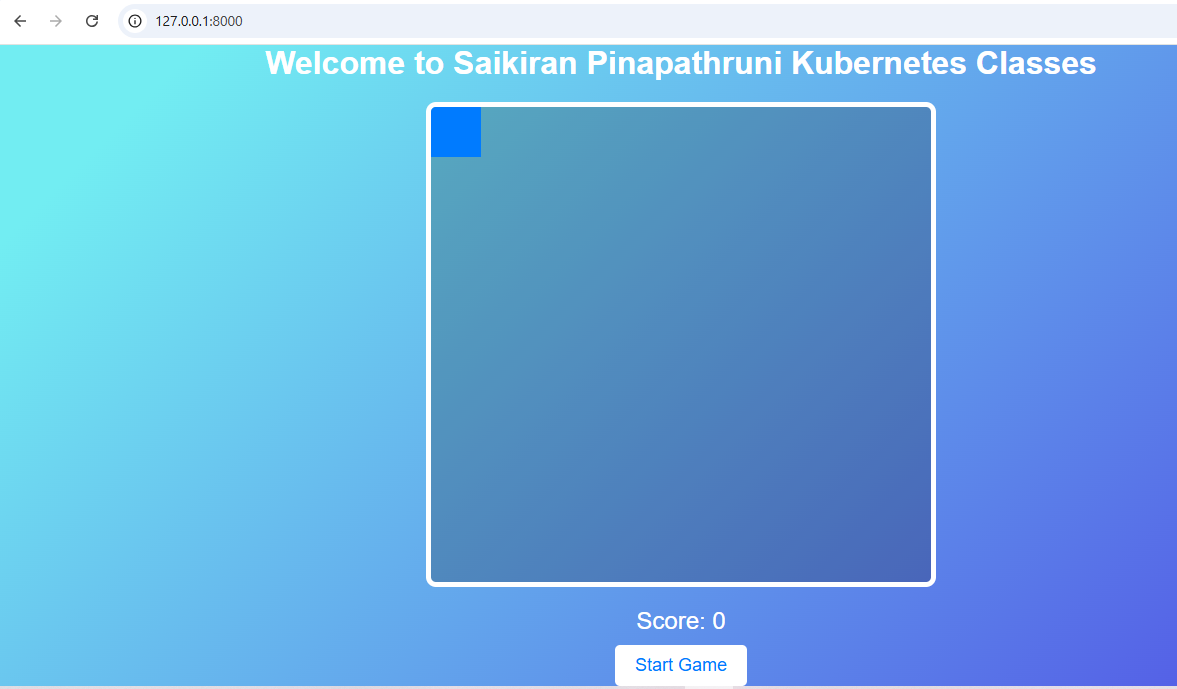 127.0.0.1:8000
Welcome to Saikiran Pinapathruni Kubernetes Classes
Score: 0
Start Game